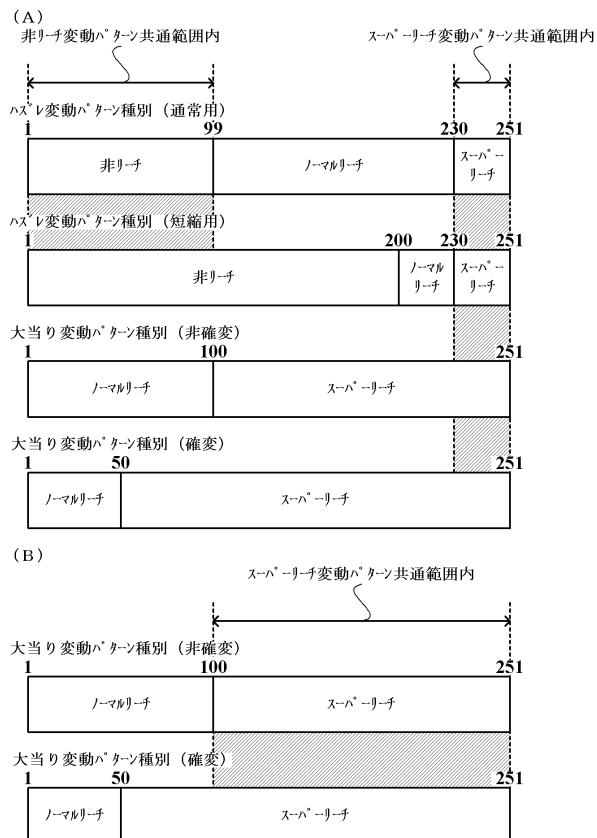 (A)
非リーチ変動パターン共通範囲内
スーパーリーチ変動パターン共通範囲内
ハズレ変動パターン種別(通常用)
1 99 230 251
非リーチ ノーマルリーチ スーパー
リーチ
ハズレ変動パターン種別(短縮用)
1 200 230 251
非リーチ ノーマル
リーチ スーパー
リーチ
大当り変動パターン種別(非確変)
1 100 251
ノーマルリーチ スーパーリーチ
大当り変動パターン種別(確変)
1 50 251
ノーマルリーチ スーパーリーチ
(B)
スーパーリーチ変動パターン共通範囲内
大当り変動パターン種別(非確変)
1 100 251
ノーマルリーチ スーパーリーチ
大当り変動パターン種別(確変)
1 50 251
ノーマルリーチ スーパーリーチ